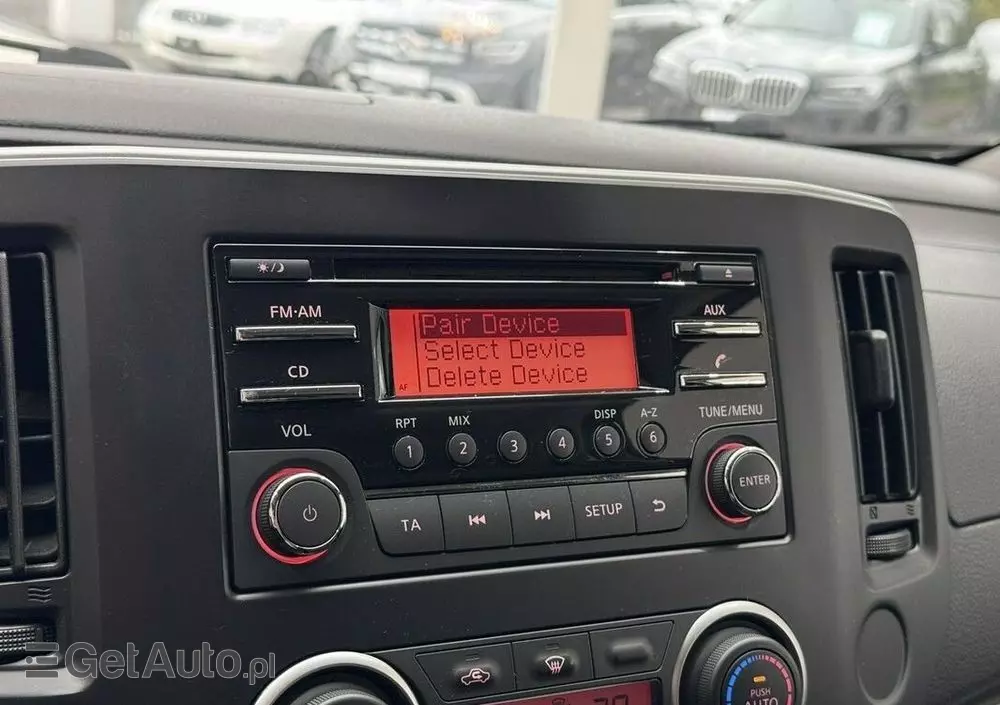 FM·AM
CD
VOL
Pair Device
Select Device
Delete Device
AF
AUX
TUNE/MENU
RPT
MIX
DISP
A-Z
1
2
3
4
5
6
TA
SETUP
ENTER
PUSH
AUTO
GetAuto.pl